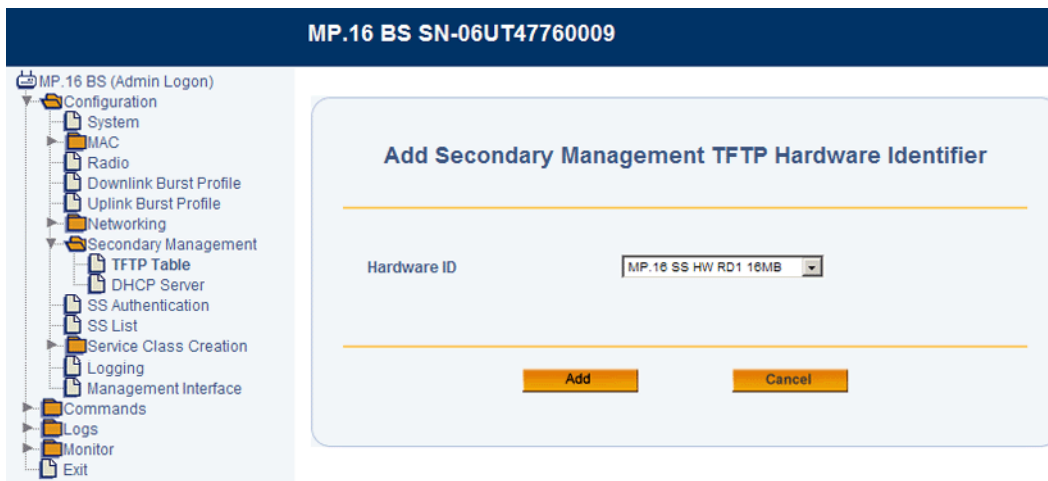 MP.16 BS SN-06UT47760009
MP.16 BS (Admin Logon)
Configuration
System
MAC
Radio
Downlink Burst Profile
Uplink Burst Profile
Networking
Secondary Management
TFTP Table
DHCP Server
SS Authentication
SS List
Service Class Creation
Logging
Management Interface
Commands
Logs
Monitor
Exit
Add Secondary Management TFTP Hardware Identifier
Hardware ID
MP.16 SS HW RD1 16MB
Add
Cancel